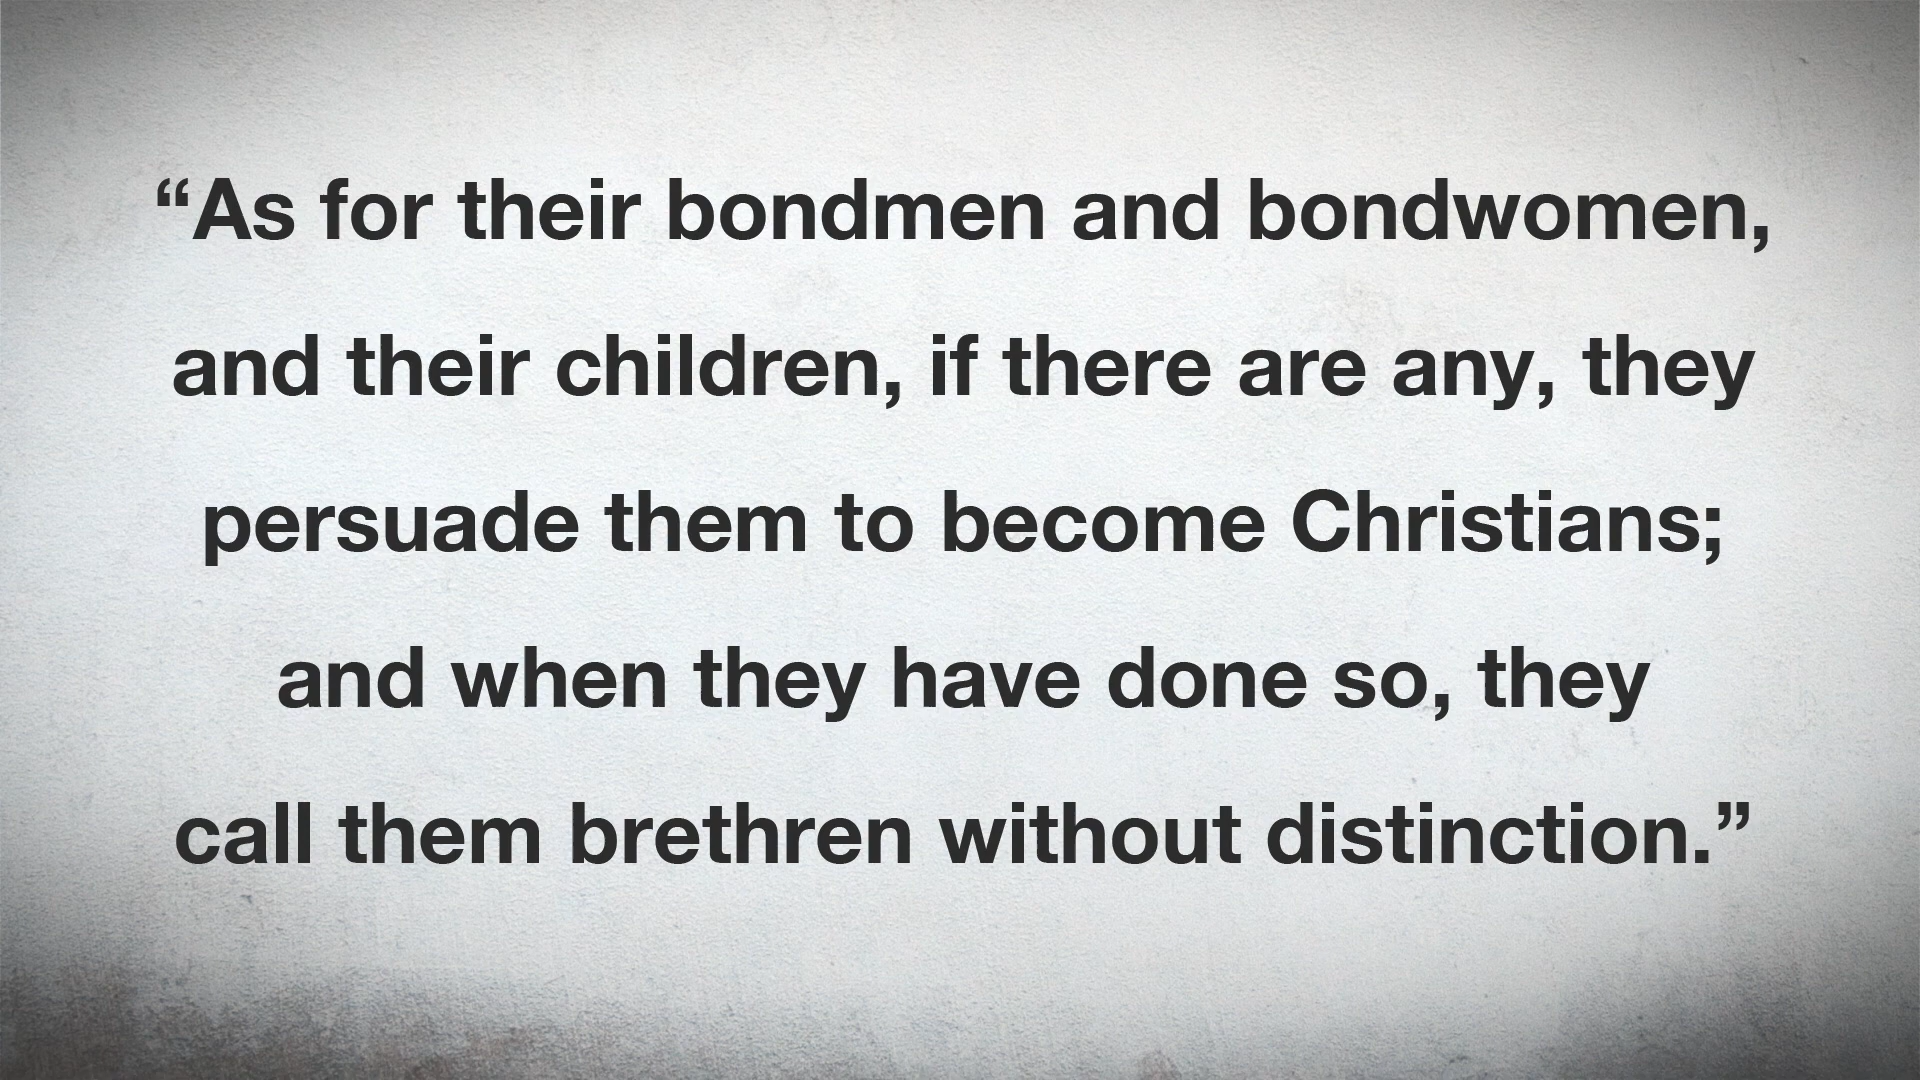 “As for their bondmen and bondwomen,
and their children, if there are any, they
persuade them to become Christians;
and when they have done so, they
call them brethren without distinction.”